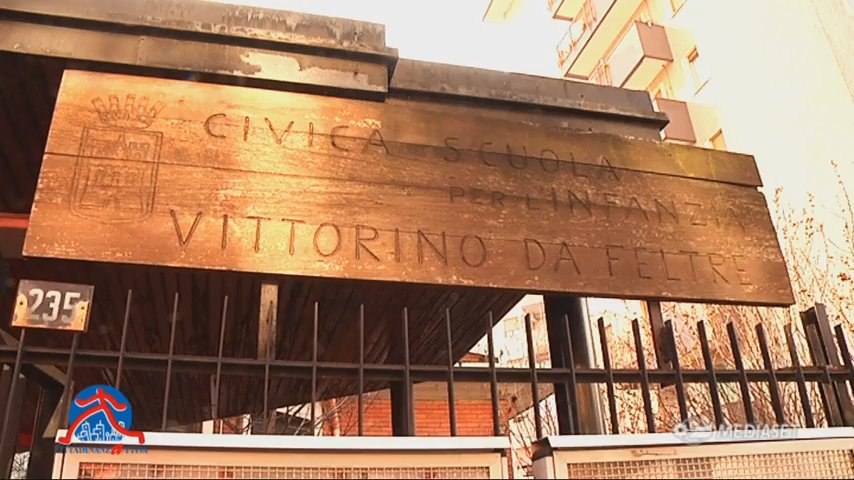 CIVICA SCUOLA
PER L'INFANZIA
VITTORINO DA FELTRE
235
MEDIASET